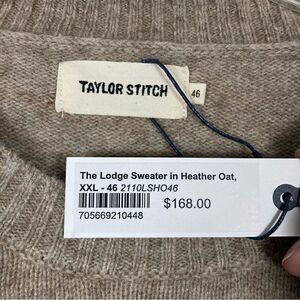 TAYLOR STITCH
46
The Lodge Sweater in Heather Oat,
XXL - 46 2110LSHO46
$168.00
705669210448